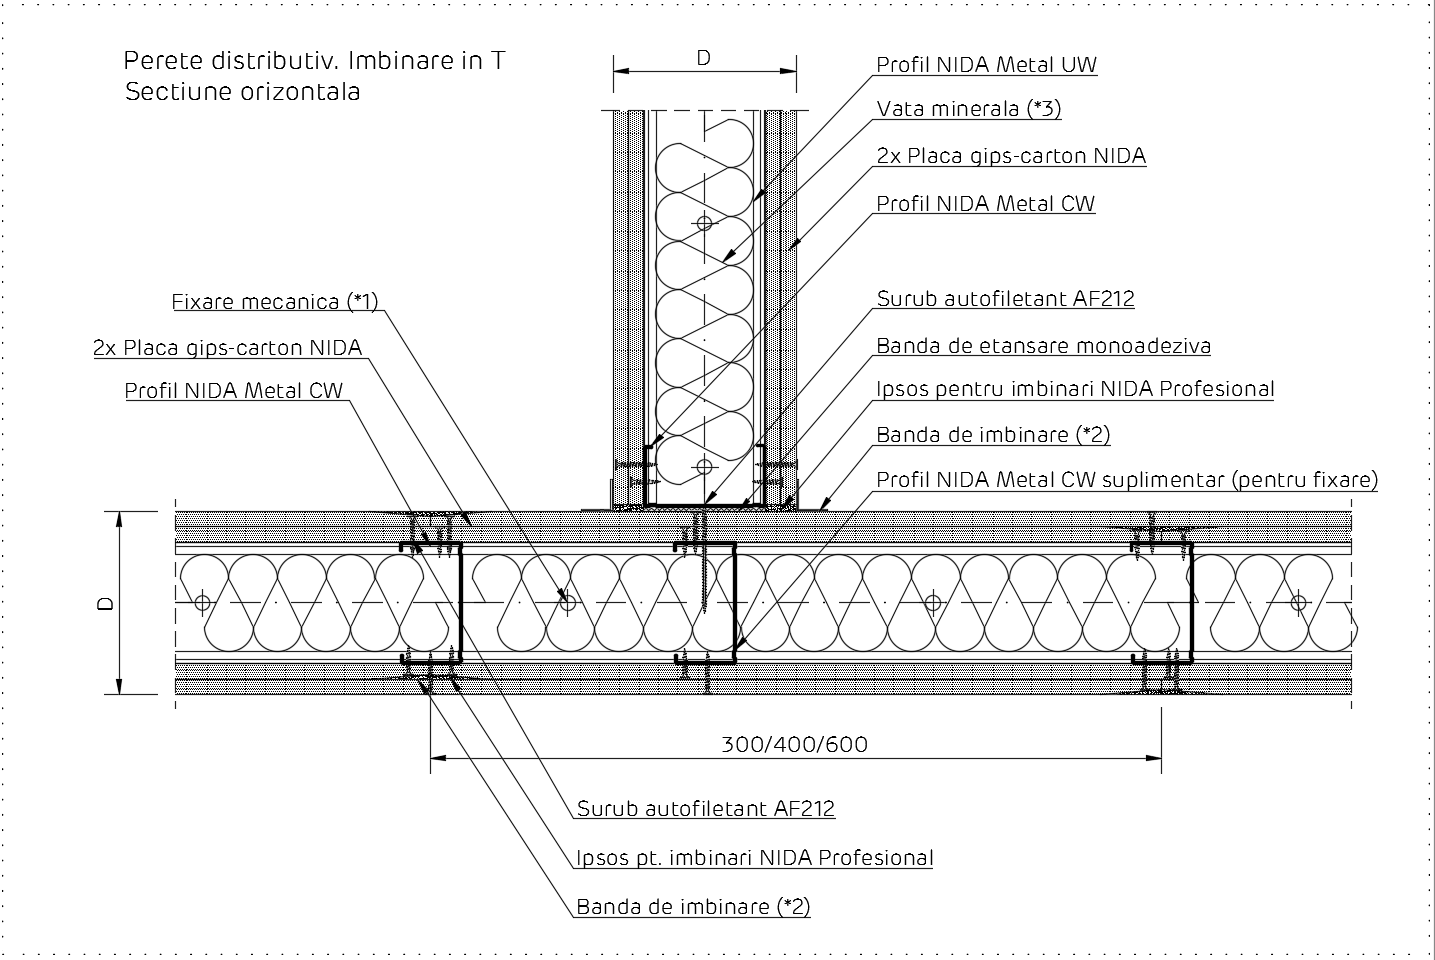 Perete distributiv. Imbinare in T
Sectiune orizontala
D
Profil NIDA Metal UW
Vata minerala (*3)
2x Placa gips-carton NIDA
Profil NIDA Metal CW
Fixare mecanica (*1)
2x Placa gips-carton NIDA
Profil NIDA Metal CW
Surub autofiletant AF212
Banda de etansare monoadeziva
Ipsos pentru imbinari NIDA Profesional
Banda de imbinare (*2)
Profil NIDA Metal CW suplimentar (pentru fixare)
D
300/400/600
Surub autofiletant AF212
Ipsos pt. imbinari NIDA Profesional
Banda de imbinare (*2)